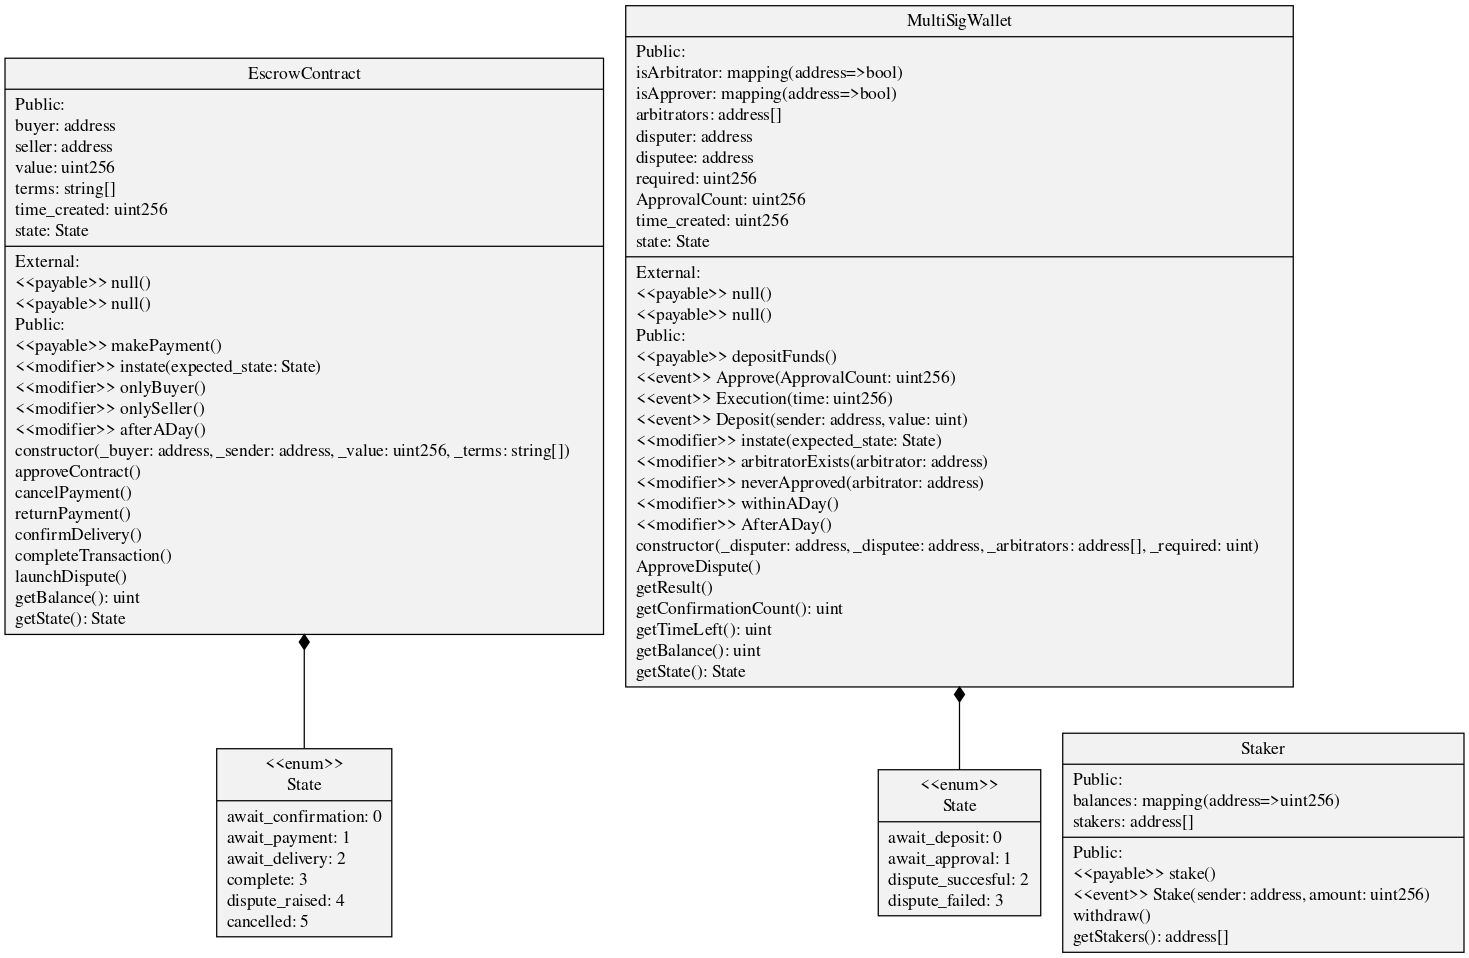 EscrowContract
Public:
buyer: address
seller: address
value: uint256
terms: string[]
time_created: uint256
state: State
External:
<<payable>> null()
<<payable>> null()
Public:
<<payable>> makePayment()
<<modifier>> instate(expected_state: State)
<<modifier>> onlyBuyer()
<<modifier>> onlySeller()
<<modifier>> afterADay()
constructor(_buyer: address, _sender: address, _value: uint256, _terms: string[])
approveContract()
cancelPayment()
returnPayment()
confirmDelivery()
completeTransaction()
launchDispute()
getBalance(): uint
getState(): State
<<enum>>
State
await_confirmation: 0
await_payment: 1
await_delivery: 2
complete: 3
dispute_raised: 4
cancelled: 5
MultiSigWallet
Public:
isArbitrator: mapping(address=>bool)
isApprover: mapping(address=>bool)
arbitrators: address[]
disputer: address
disputee: address
required: uint256
ApprovalCount: uint256
time_created: uint256
state: State
External:
<<payable>> null()
<<payable>> null()
Public:
<<payable>> depositFunds()
<<event>> Approve(ApprovalCount: uint256)
<<event>> Execution(time: uint256)
<<event>> Deposit(sender: address, value: uint)
<<modifier>> instate(expected_state: State)
<<modifier>> arbitratorExists(arbitrator: address)
<<modifier>> neverApproved(arbitrator: address)
<<modifier>> withinADay()
<<modifier>> AfterADay()
constructor(_disputer: address, _disputee: address, _arbitrators: address[], _required: uint)
ApproveDispute()
getResult()
getConfirmationCount(): uint
getTimeLeft(): uint
getBalance(): uint
getState(): State
<<enum>>
State
await_deposit: 0
await_approval: 1
dispute_succesful: 2
dispute_failed: 3
Staker
Public:
balances: mapping(address=>uint256)
stakers: address[]
Public:
<<payable>> stake()
<<event>> Stake(sender: address, amount: uint256)
withdraw()
getStakers(): address[]